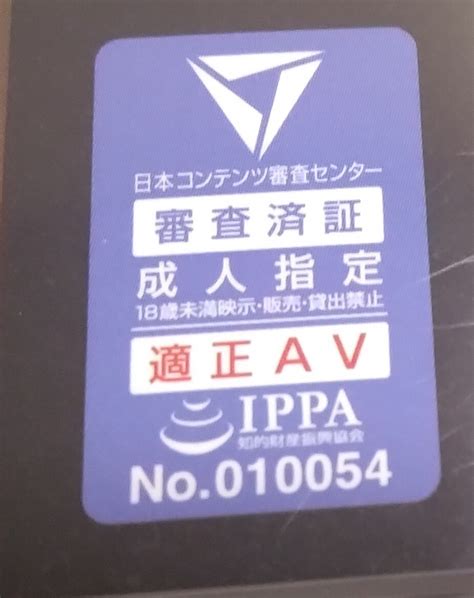 日本コンテンツ審査センター
審査済証
成人指定
18歳未満映示・販売・貸出禁止
適正AV
IPPA
知的財産振興協会
No.010054